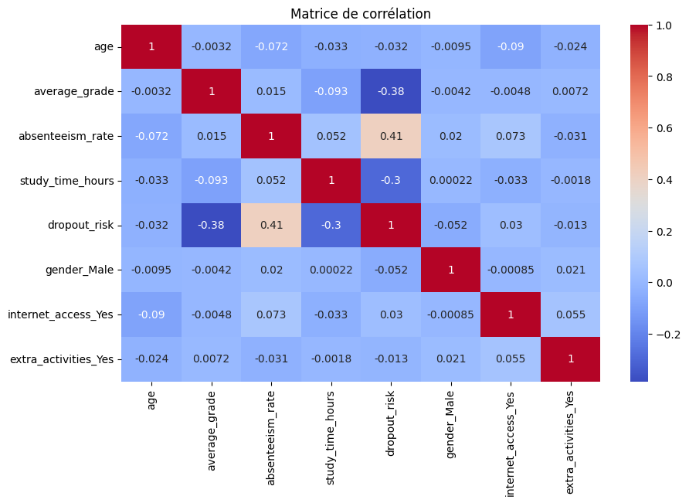 Matrice de corrélation
age 1 -0.0032 -0.072 -0.033 -0.032 -0.0095 -0.09 -0.024
average_grade -0.0032 1 0.015 -0.093 -0.38 -0.0042 -0.0048 0.0072
absenteeism_rate -0.072 0.015 1 0.052 0.41 0.02 0.073 -0.031
study_time_hours -0.033 -0.093 0.052 1 -0.3 0.00022 -0.033 -0.0018
dropout_risk -0.032 -0.38 0.41 -0.3 1 -0.052 0.03 -0.013
gender_Male -0.0095 -0.0042 0.02 0.00022 -0.052 1 -0.00085 0.021
internet_access_Yes -0.09 -0.0048 0.073 -0.033 0.03 -0.00085 1 0.055
extra_activities_Yes -0.024 0.0072 -0.031 -0.0018 -0.013 0.021 0.055 1
age
average_grade
absenteeism_rate
study_time_hours
dropout_risk
gender_Male
internet_access_Yes
extra_activities_Yes
1.0
0.8
0.6
0.4
0.2
0.0
−0.2